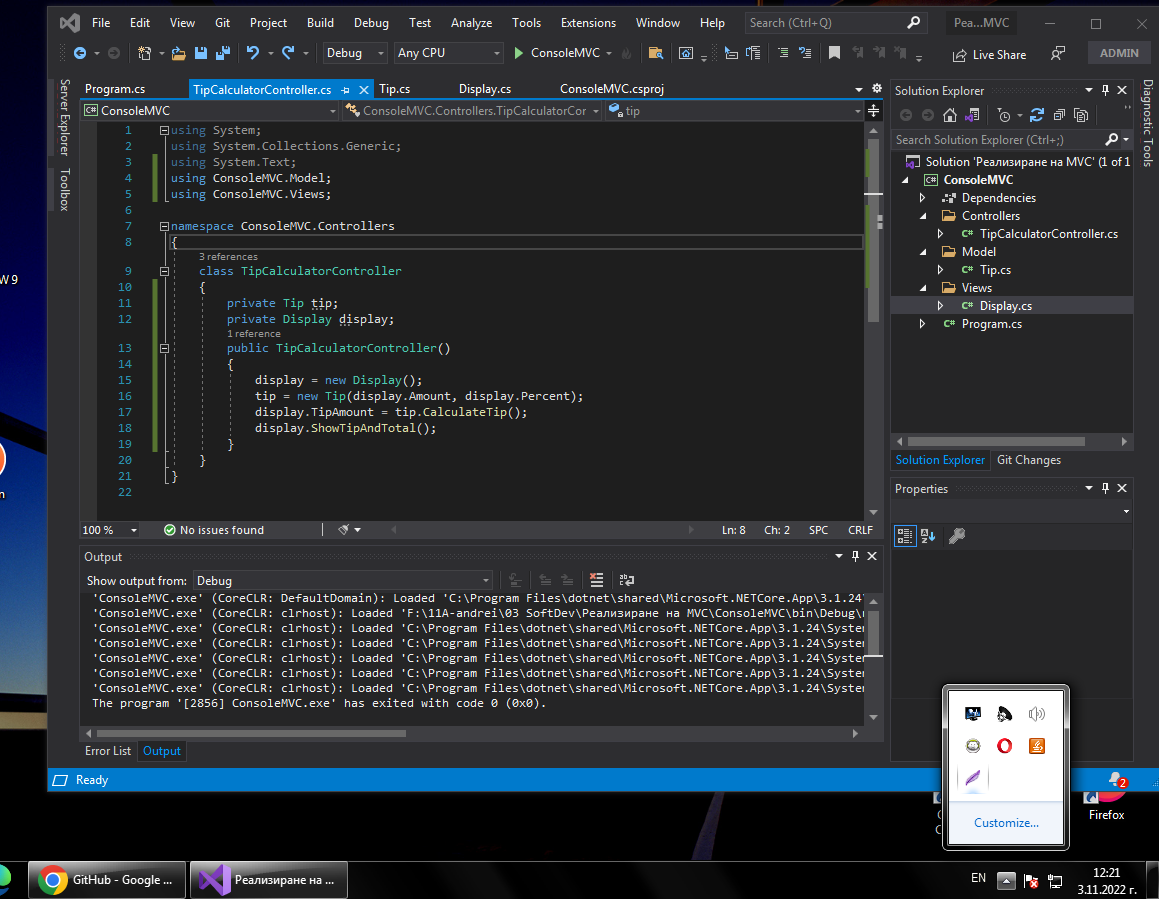 File Edit View Git Project Build Debug Test Analyze Tools Extensions Window Help Search (Ctrl+Q) Pea...MVC
Debug Any CPU ConsoleMVC Live Share ADMIN
Server Explorer
Toolbox
Program.cs TipCalculatorController.cs Tip.cs Display.cs ConsoleMVC.csproj
C# ConsoleMVC ConsoleMVC.Controllers.TipCalculatorCor tip
1 using System;
2 using System.Collections.Generic;
3 using System.Text;
4 using ConsoleMVC.Model;
5 using ConsoleMVC.Views;
6
7 namespace ConsoleMVC.Controllers
8 {
3 references
9 class TipCalculatorController
10 {
11 private Tip tip;
12 private Display display;
1 reference
13 public TipCalculatorController()
14 {
15 display = new Display();
16 tip = new Tip(display.Amount, display.Percent);
17 display.TipAmount = tip.CalculateTip();
18 display.ShowTipAndTotal();
19 }
20 }
21 }
22
100 % No issues found Ln: 8 Ch: 2 SPC CRLF
Output
Show output from: Debug
'ConsoleMVC.exe' (CoreCLR: DefaultDomain): Loaded 'C:\Program Files\dotnet\shared\Microsoft.NETCore.App\3.1.24\
'ConsoleMVC.exe' (CoreCLR: clrhost): Loaded 'F:\11A-andrei\03 SoftDev\Реализиране на MVC\ConsoleMVC\bin\Debug\
'ConsoleMVC.exe' (CoreCLR: clrhost): Loaded 'C:\Program Files\dotnet\shared\Microsoft.NETCore.App\3.1.24\System
'ConsoleMVC.exe' (CoreCLR: clrhost): Loaded 'C:\Program Files\dotnet\shared\Microsoft.NETCore.App\3.1.24\System
'ConsoleMVC.exe' (CoreCLR: clrhost): Loaded 'C:\Program Files\dotnet\shared\Microsoft.NETCore.App\3.1.24\System
'ConsoleMVC.exe' (CoreCLR: clrhost): Loaded 'C:\Program Files\dotnet\shared\Microsoft.NETCore.App\3.1.24\System
'ConsoleMVC.exe' (CoreCLR: clrhost): Loaded 'C:\Program Files\dotnet\shared\Microsoft.NETCore.App\3.1.24\System
The program '[2856] ConsoleMVC.exe' has exited with code 0 (0x0).
Error List Output
Ready
Solution Explorer
Search Solution Explorer (Ctrl+;)
Solution 'Реализиране на MVC' (1 of 1
C# ConsoleMVC
Dependencies
Controllers
C# TipCalculatorController.cs
Model
C# Tip.cs
Views
C# Display.cs
C# Program.cs
Solution Explorer Git Changes
Properties
Diagnostic Tools
2
Customize...
Firefox
W 9
n
GitHub - Google ... Реализиране на ...
EN
12:21
3.11.2022 г.